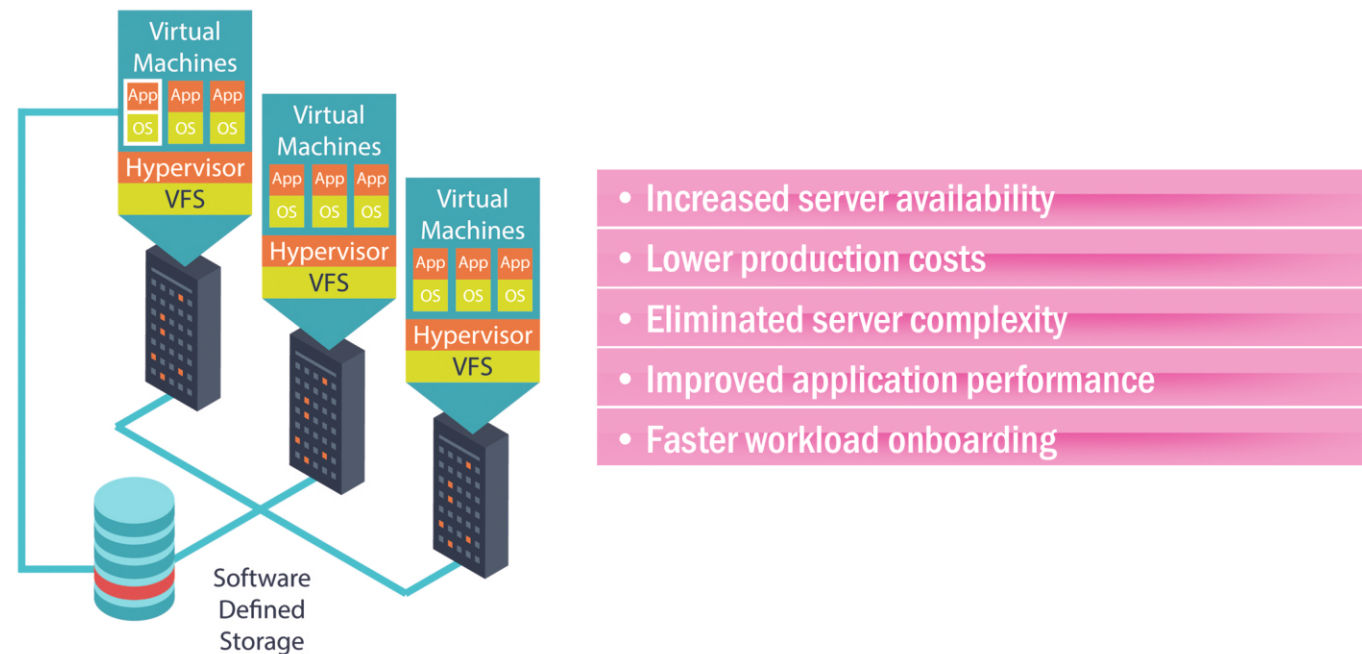 Virtual
Machines
App App App
OS OS OS
Hypervisor
VFS
Virtual
Machines
App App App
OS OS OS
Hypervisor
VFS
Virtual
Machines
App App App
OS OS OS
Hypervisor
VFS
Software
Defined
Storage
• Increased server availability
• Lower production costs
• Eliminated server complexity
• Improved application performance
• Faster workload onboarding